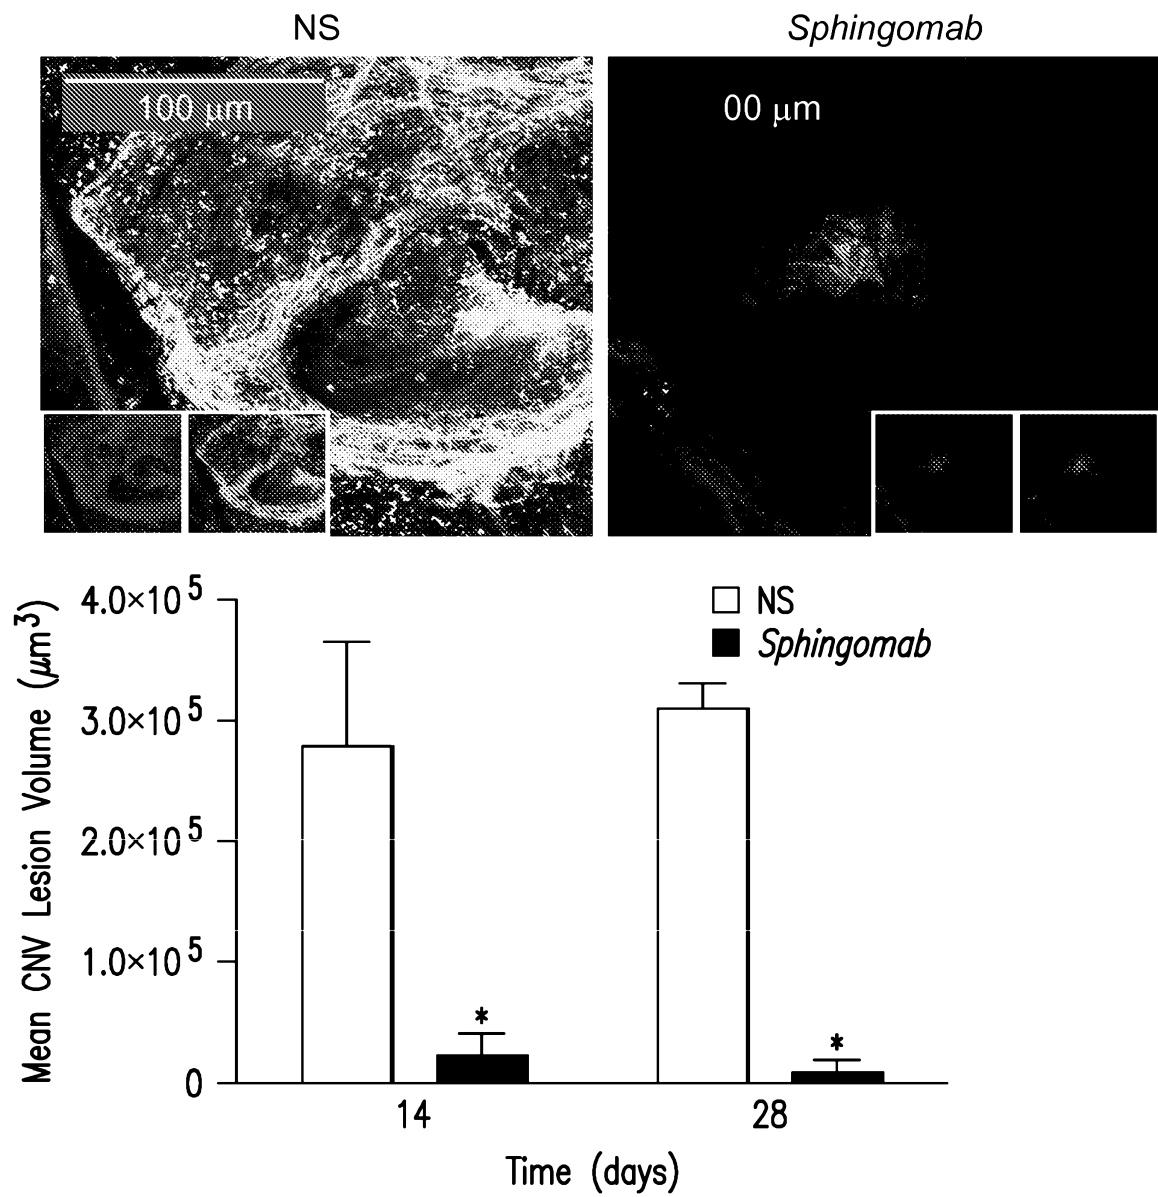 NS
Sphingomab
100 µm
00 µm
Mean CNV Lesion Volume (µm³)
4.0×10⁵
3.0×10⁵
2.0×10⁵
1.0×10⁵
0
NS
Sphingomab
*
*
14
28
Time (days)